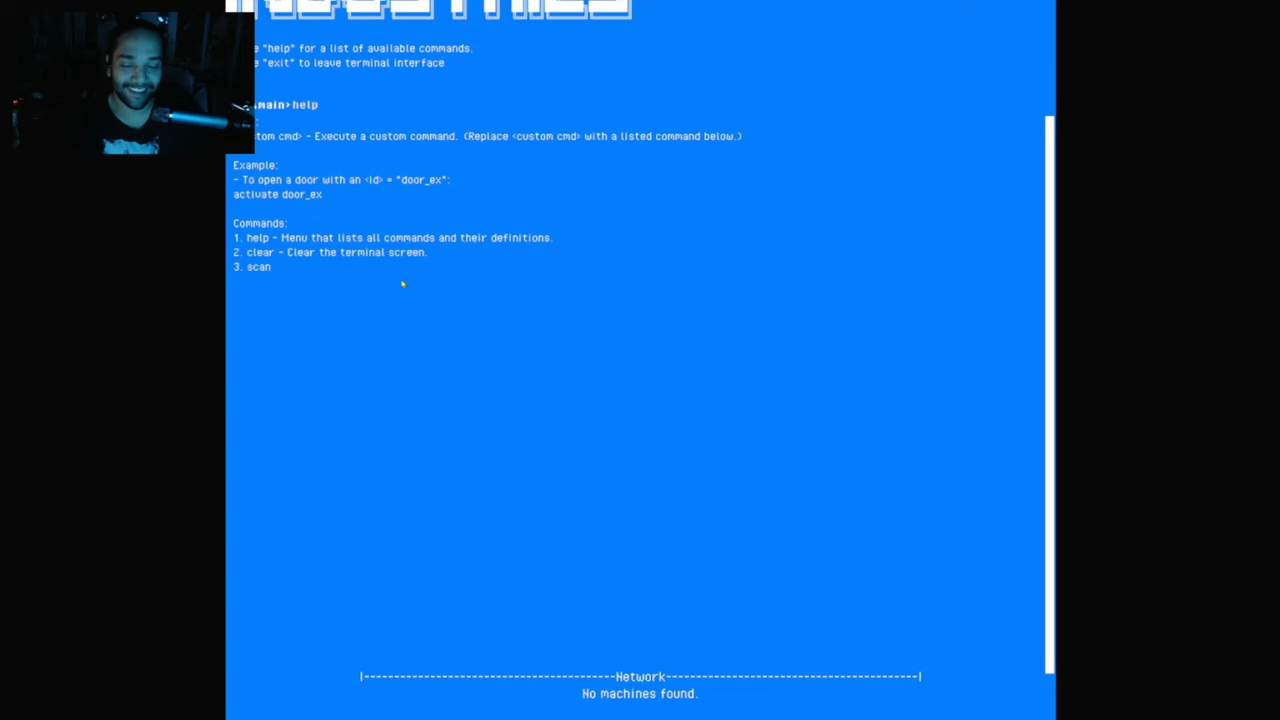 "help" for a list of available commands.
"exit" to leave terminal interface
main>help
cmd> - Execute a custom command. (Replace <custom cmd> with a listed command below.)
Example:
- To open a door with an <id> = "door_ex":
activate door_ex
Commands:
1. help - Menu that lists all commands and their definitions.
2. clear - Clear the terminal screen.
3. scan
|----------------------------------------Network----------------------------------------|
No machines found.